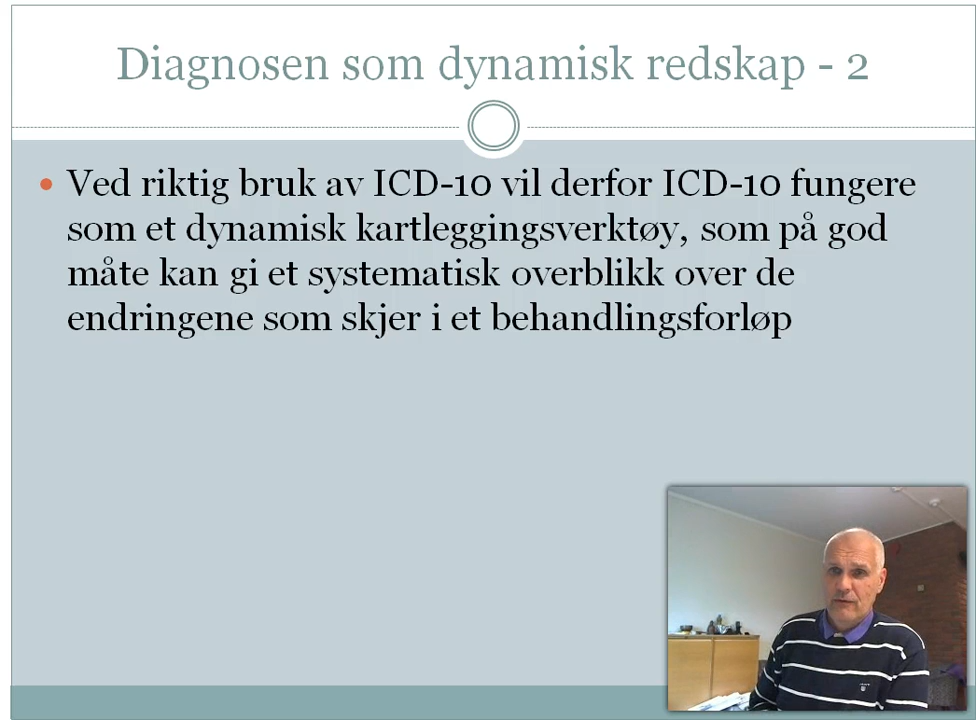 Diagnosen som dynamisk redskap - 2
Ved riktig bruk av ICD-10 vil derfor ICD-10 fungere
som et dynamisk kartleggingsverktøy, som på god
måte kan gi et systematisk overblikk over de
endringene som skjer i et behandlingsforløp